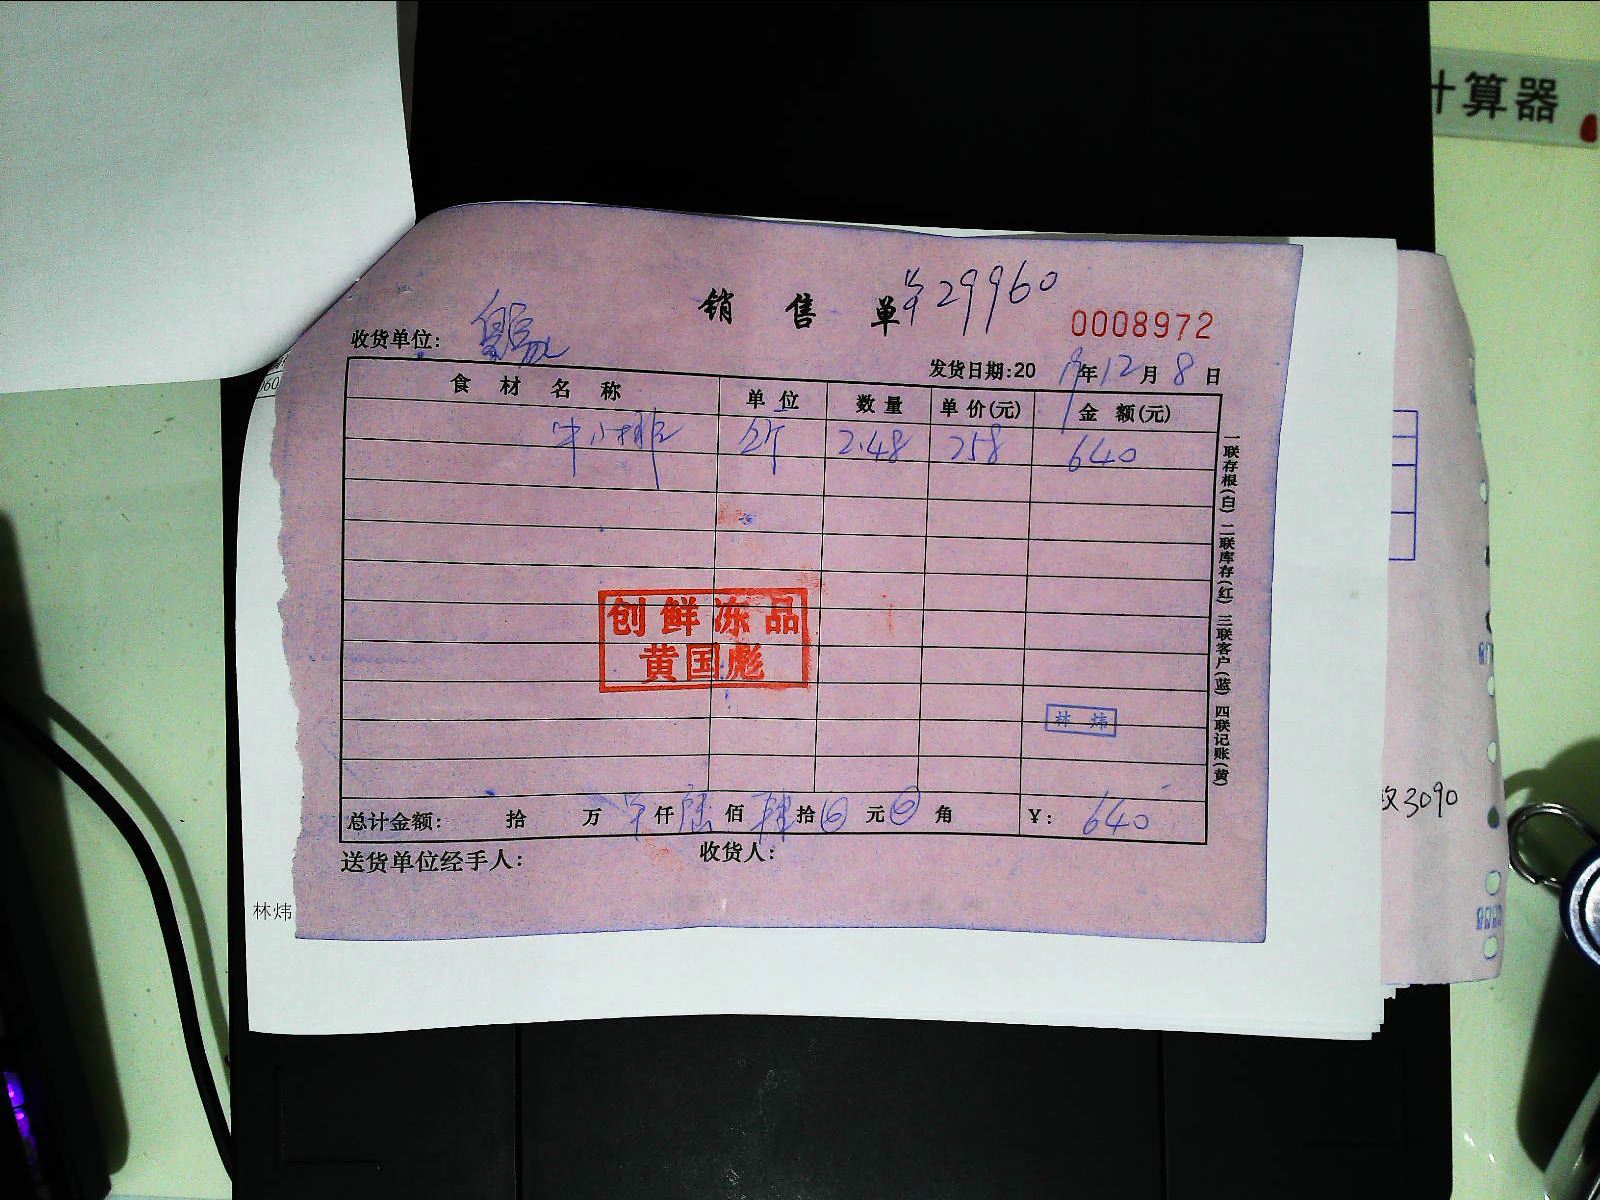 计算器
销 售 单 29960
0008972
收货单位:
发货日期:2019年12月8日
食 材 名 称 单 位 数 量 单 价(元) 金 额(元)
牛小排 斤 2.48 258 640
一联存根(白) 二联库存(红) 三联客户(蓝) 四联记账(黄)
创鲜冻品
黄国彪
林 炜
3090
总计金额: 拾 万 仟 陆 佰 肆 拾 元 角 ¥: 640
送货单位经手人: 收货人:
林炜